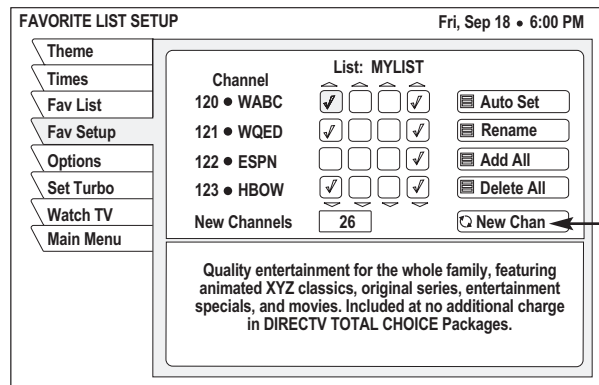 FAVORITE LIST SETUP Fri, Sep 18 • 6:00 PM
Theme
Times
Fav List
Fav Setup
Options
Set Turbo
Watch TV
Main Menu
List: MYLIST
Channel
120 • WABC Auto Set
121 • WQED Rename
122 • ESPN Add All
123 • HBOW Delete All
New Channels 26 New Chan
Quality entertainment for the whole family, featuring
animated XYZ classics, original series, entertainment
specials, and movies. Included at no additional charge
in DIRECTV TOTAL CHOICE Packages.